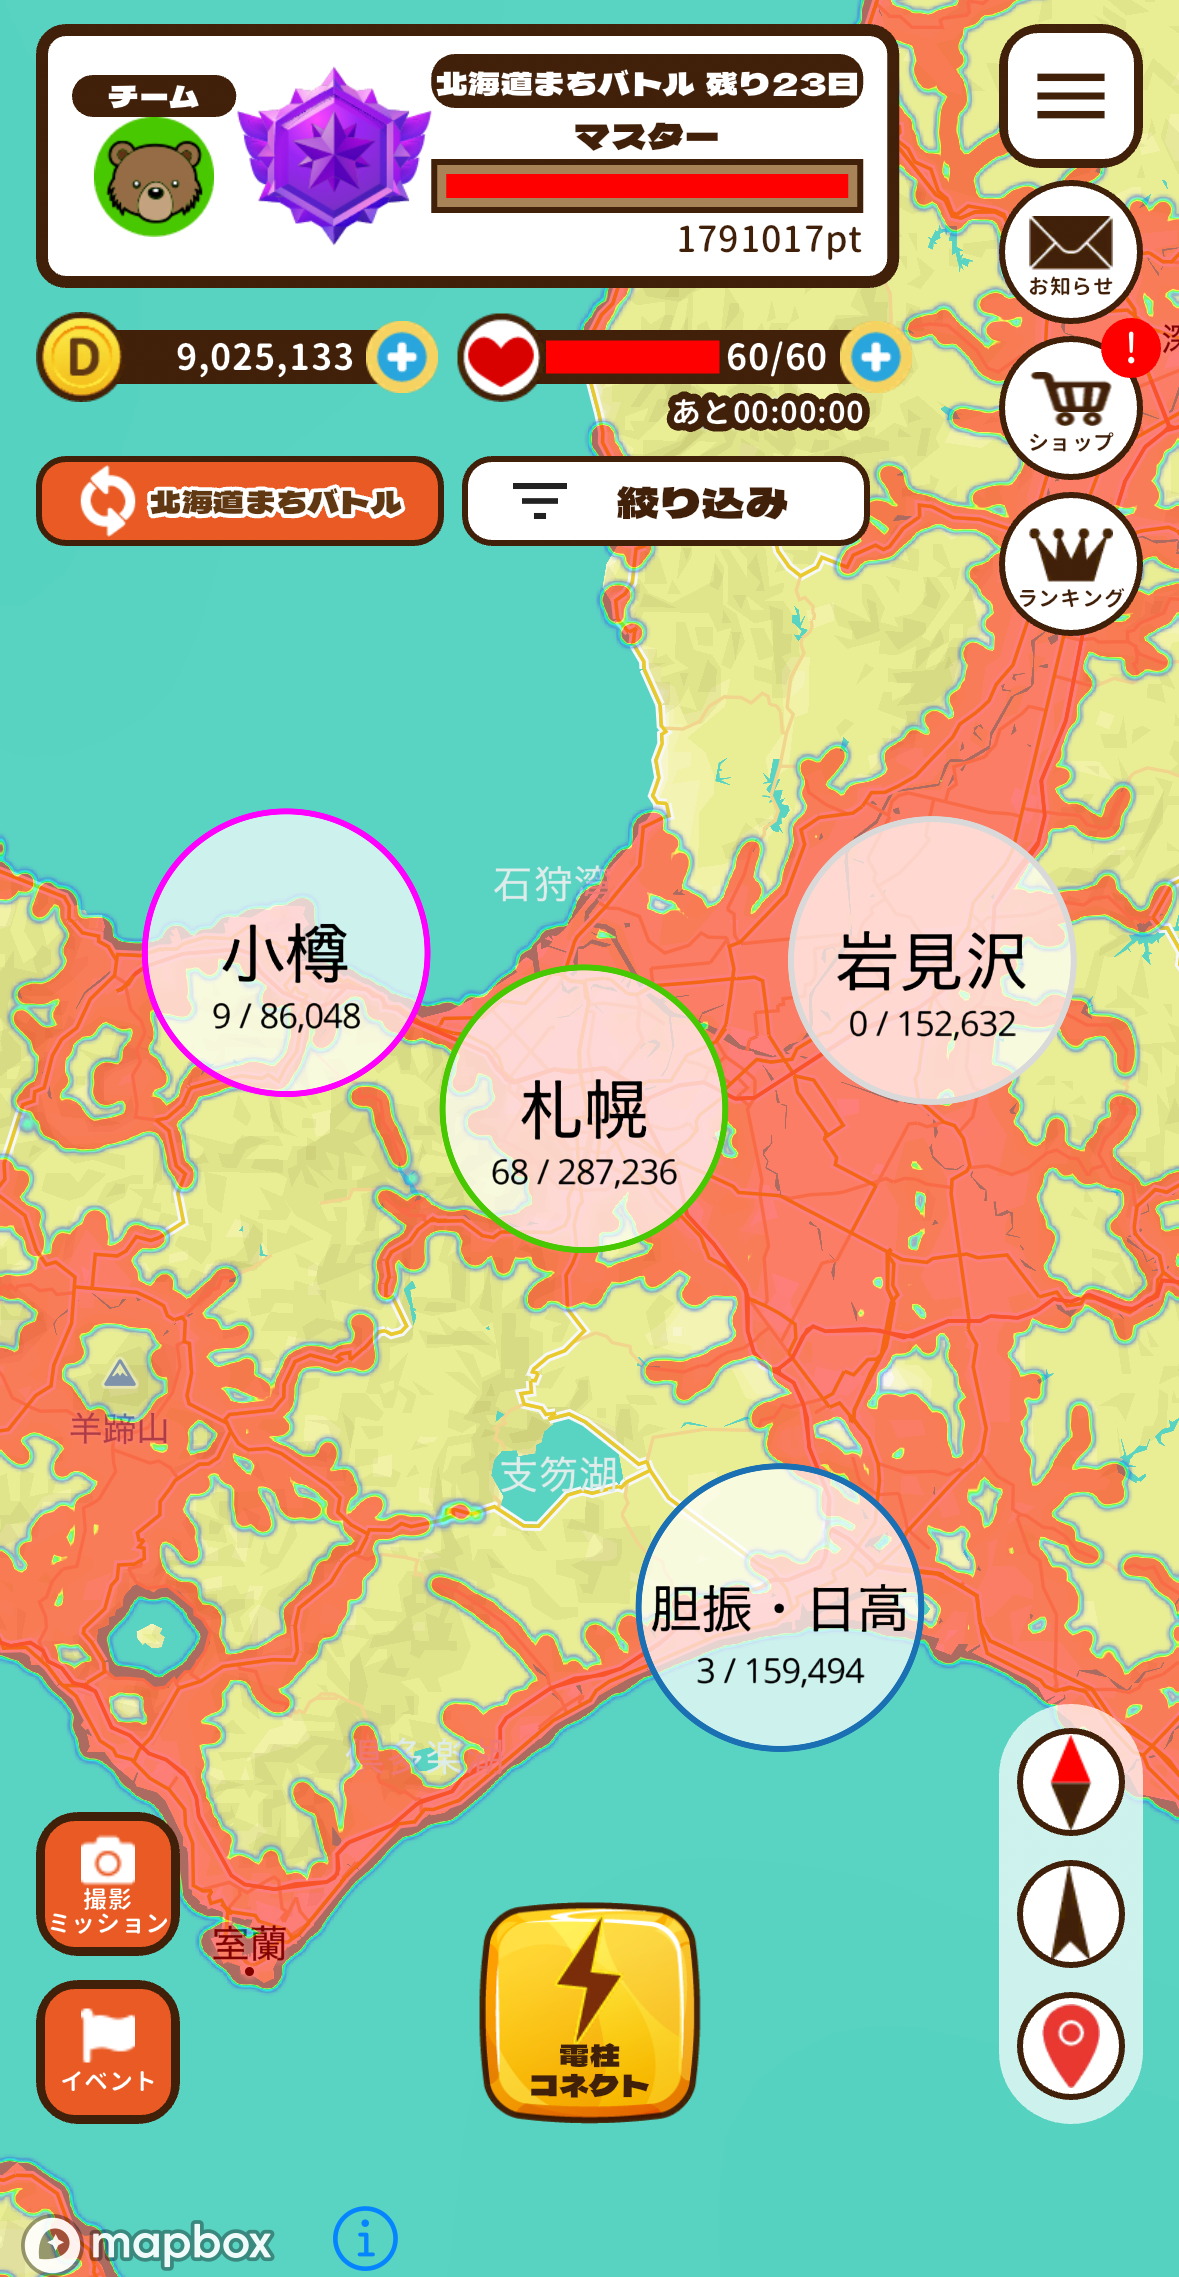 チーム
北海道まちバトル 残り23日
マスター
1791017pt
お知らせ
D
9,025,133
60/60
あと00:00:00
!
ショップ
北海道まちバトル
絞り込み
ランキング
石狩湾
小樽
9 / 86,048
岩見沢
0 / 152,632
札幌
68 / 287,236
羊蹄山
支笏湖
胆振・日高
3 / 159,494
倶多楽湖
撮影
ミッション
室蘭
電柱
コネクト
イベント
mapbox
i